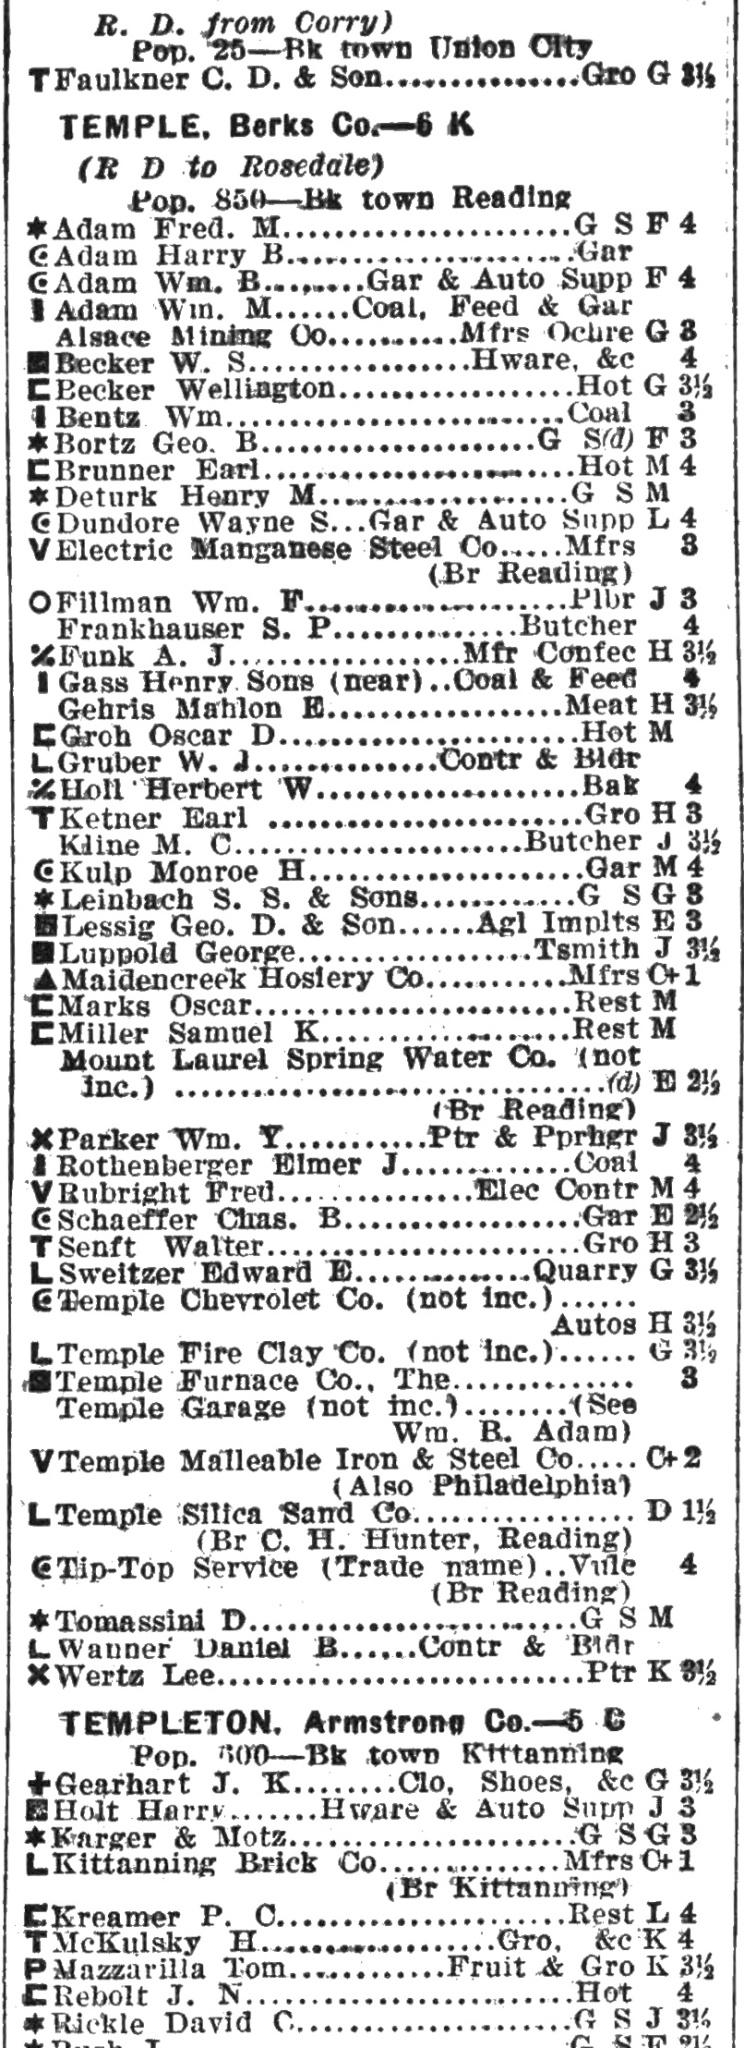 R. D. from Corry)
Pop. 25—Bk town Union City
T Faulkner C. D. & Son................Gro G 3½
TEMPLE, Berks Co.—6 K
(R D to Rosedale)
Pop. 850—Bk town Reading
* Adam Fred. M........................G S F 4
Adam Harry B........................Gar
Adam Wm. B.........Gar & Auto Supp F 4
Adam Wm. M......Coal, Feed & Gar
Alsace Mining Co...........Mfrs Ochre G 3
■ Becker W. S..................Hware, &c 4
Becker Wellington...................Hot G 3½
Bentz Wm...........................Coal 3
* Bortz Geo. B......................G S(d) F 3
Brunner Earl........................Hot M 4
* Deturk Henry M....................G S M
Dundore Wayne S...Gar & Auto Supp L 4
V Electric Manganese Steel Co.....Mfrs 3
(Br Reading)
O Fillman Wm. F.....................Plbr J 3
Frankhauser S. P..............Butcher 4
Funk A. J..................Mfr Confec H 3½
Gass Henry Sons (near)..Coal & Feed 4
Gehris Mahlon E..................Meat H 3½
Groh Oscar D.......................Hot M
L Gruber W. J..............Contr & Bldr
Holl Herbert W....................Bak 4
T Ketner Earl ........................Gro H 3
Kline M. C......................Butcher J 3½
Kulp Monroe H.....................Gar M 4
* Leinbach S. S. & Sons............G S G 3
Lessig Geo. D. & Son......Agl Implts E 3
■ Luppold George.................Tsmith J 3½
▲ Maidencreek Hosiery Co..........Mfrs C+ 1
Marks Oscar........................Rest M
Miller Samuel K...................Rest M
Mount Laurel Spring Water Co. (not
inc.) .................................(d) E 2½
(Br Reading)
Parker Wm. Y...........Ptr & Pprhgr J 3½
Rothenberger Elmer J............Coal 4
V Rubright Fred..............Elec Contr M 4
Schaeffer Chas. B..................Gar E 2½
T Senft Walter........................Gro H 3
L Sweitzer Edward E.............Quarry G 3½
Temple Chevrolet Co. (not inc.)......
Autos H 3½
L Temple Fire Clay Co. (not inc.)...... G 3½
Temple Furnace Co., The.............. 3
Temple Garage (not inc.)........(See
Wm. B. Adam)
V Temple Malleable Iron & Steel Co..... C+ 2
(Also Philadelphia)
L Temple Silica Sand Co................. D 1½
(Br C. H. Hunter, Reading)
Tip-Top Service (Trade name)..Vulc 4
(Br Reading)
* Tomassini D.........................G S M
L Wanner Daniel B......Contr & Bldr
Wertz Lee............................Ptr K 3½
TEMPLETON, Armstrong Co.—5 C
Pop. 600—Bk town Kittanning
Gearhart J. K........Clo, Shoes, &c G 3½
Holt Harry.......Hware & Auto Supp J 3
* Karger & Motz......................G S G 3
L Kittanning Brick Co..............Mfrs C+ 1
(Br Kittanning)
Kreamer P. C......................Rest L 4
T McKulsky H..................Gro, &c K 4
P Mazzarilla Tom............Fruit & Gro K 3½
Rebolt J. N.........................Hot 4
* Rickle David C.....................G S J 3½